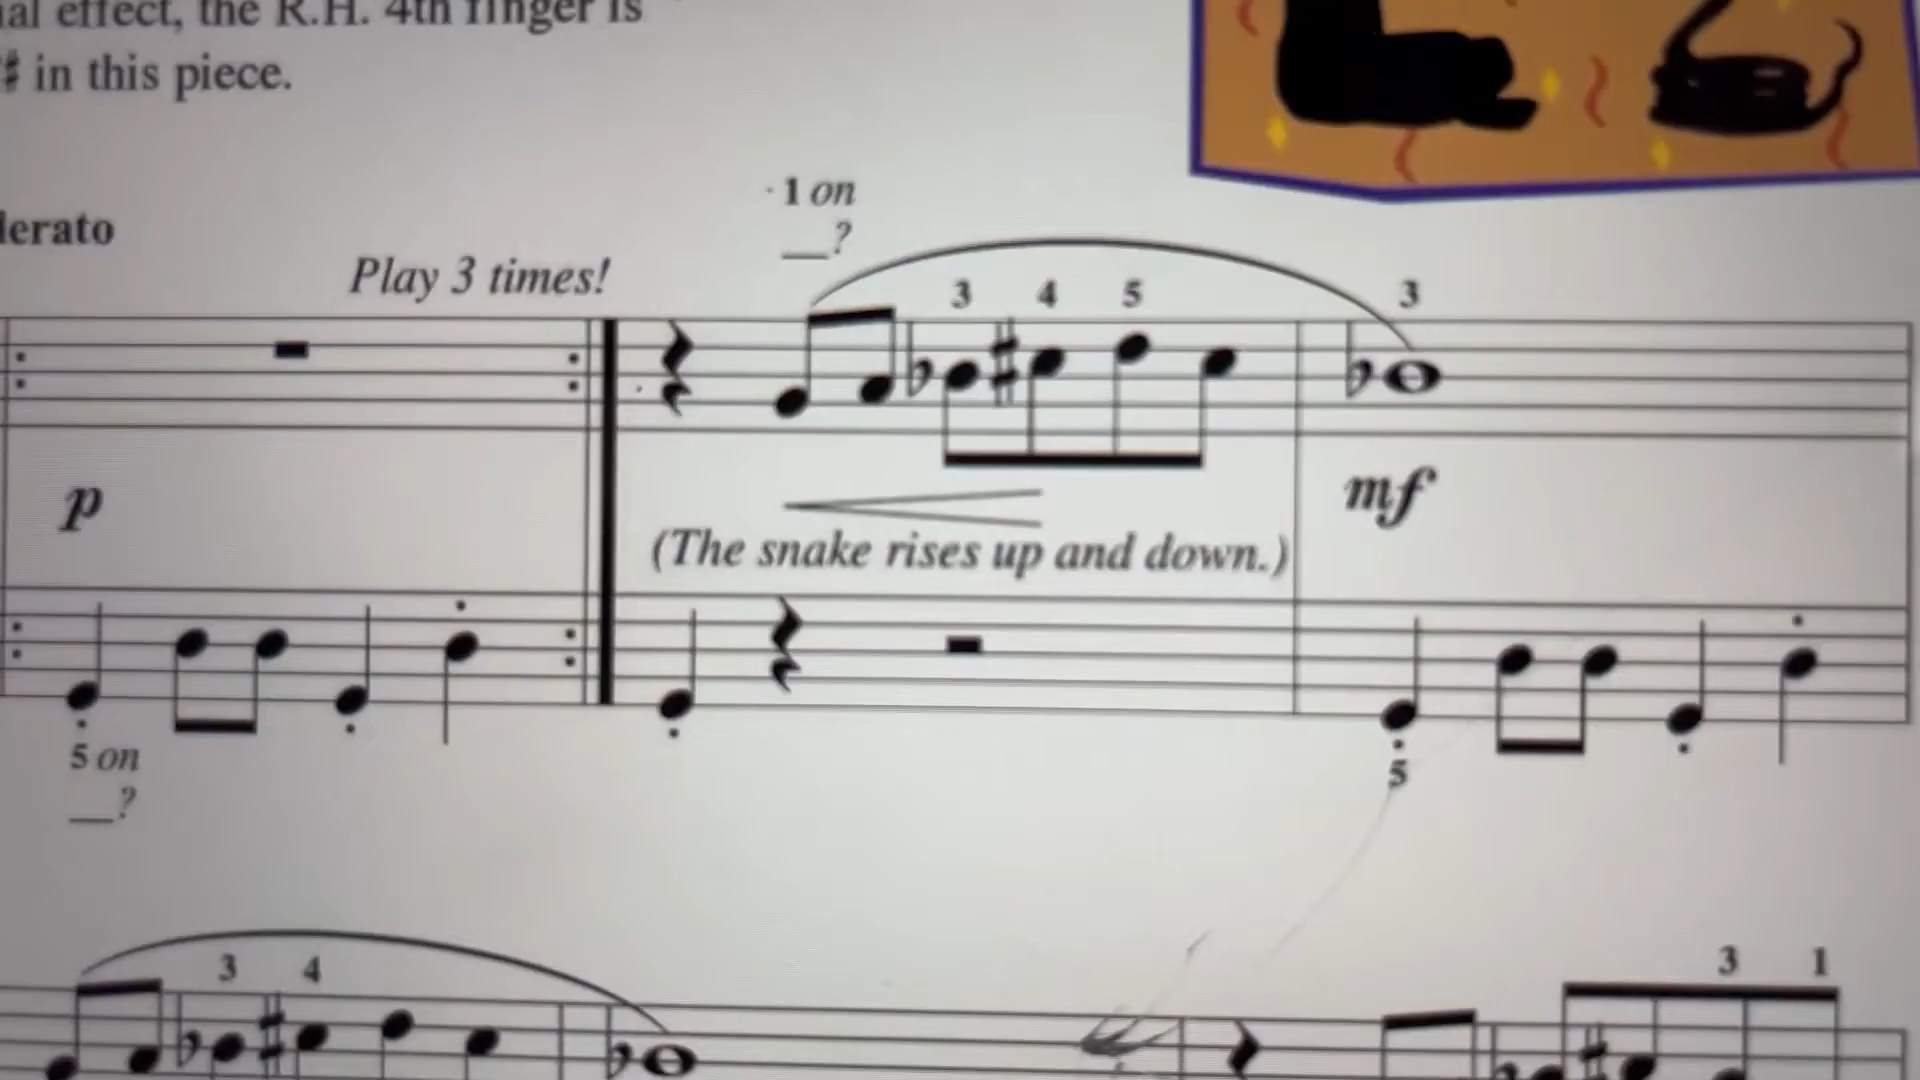 al effect, the R.H. 4th finger is
♯ in this piece.
1 on
__?
derato
Play 3 times!
3 4 5 3
p
mf
(The snake rises up and down.)
5 on
__?
5
3 4
3 1